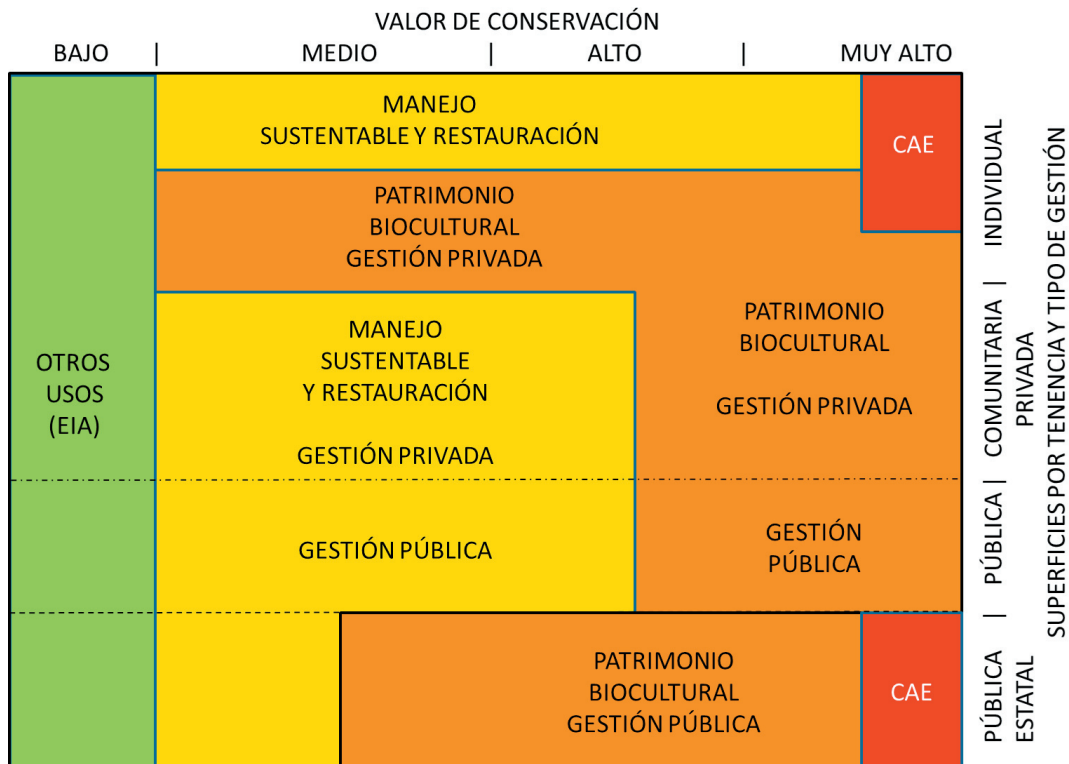 VALOR DE CONSERVACIÓN
BAJO | MEDIO | ALTO | MUY ALTO
MANEJO
SUSTENTABLE Y RESTAURACIÓN
CAE
PATRIMONIO
BIOCULTURAL
GESTIÓN PRIVADA
PATRIMONIO
BIOCULTURAL
GESTIÓN PRIVADA
MANEJO
SUSTENTABLE
Y RESTAURACIÓN
GESTIÓN PRIVADA
OTROS
USOS
(EIA)
GESTIÓN PÚBLICA
GESTIÓN
PÚBLICA
PATRIMONIO
BIOCULTURAL
GESTIÓN PÚBLICA
CAE
PÚBLICA | PÚBLICA | COMUNITARIA | INDIVIDUAL
ESTATAL
PRIVADA
SUPERFICIES POR TENENCIA Y TIPO DE GESTIÓN